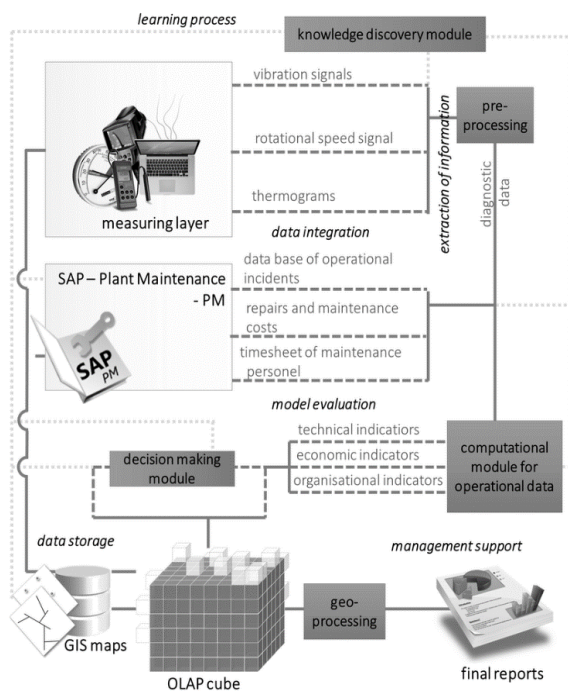 learning process
knowledge discovery module
vibration signals
rotational speed signal
thermograms
measuring layer
pre-
processing
extraction of information
diagnostic
data
data integration
SAP – Plant Maintenance
- PM
data base of operational
incidents
repairs and maintenance
costs
timesheet of maintenance
personel
SAP
PM
model evaluation
technical indicatiors
economic indicators
organisational indicators
computational
module for
operational data
decision making
module
data storage
management support
GIS maps
OLAP cube
geo-
processing
final reports